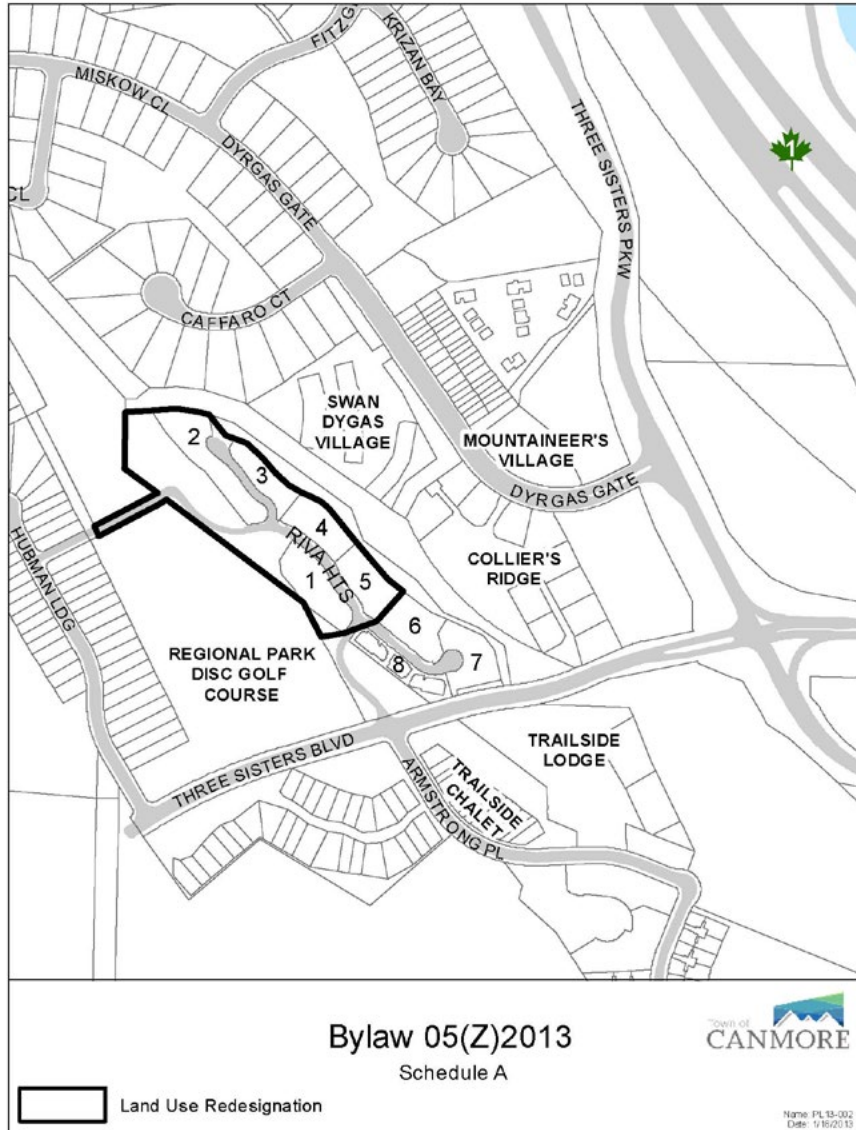 FITZG
KRIZAN BAY
MISKOW CL
DYRGAS GATE
THREE SISTERS PKW
1
CL
CAFFARO CT
SWAN
DYGAS
VILLAGE
MOUNTAINEER'S
VILLAGE
DYRGAS GATE
2
3
4
RIVA HTS
1
5
6
7
8
COLLIER'S
RIDGE
HUBMAN LDG
REGIONAL PARK
DISC GOLF
COURSE
THREE SISTERS BLVD
TRAILSIDE
LODGE
TRAILSIDE
CHALET
ARMSTRONG PL
Bylaw 05(Z)2013
Schedule A
Town of
CANMORE
Land Use Redesignation
Name: PL13-002
Date: 1/16/2013